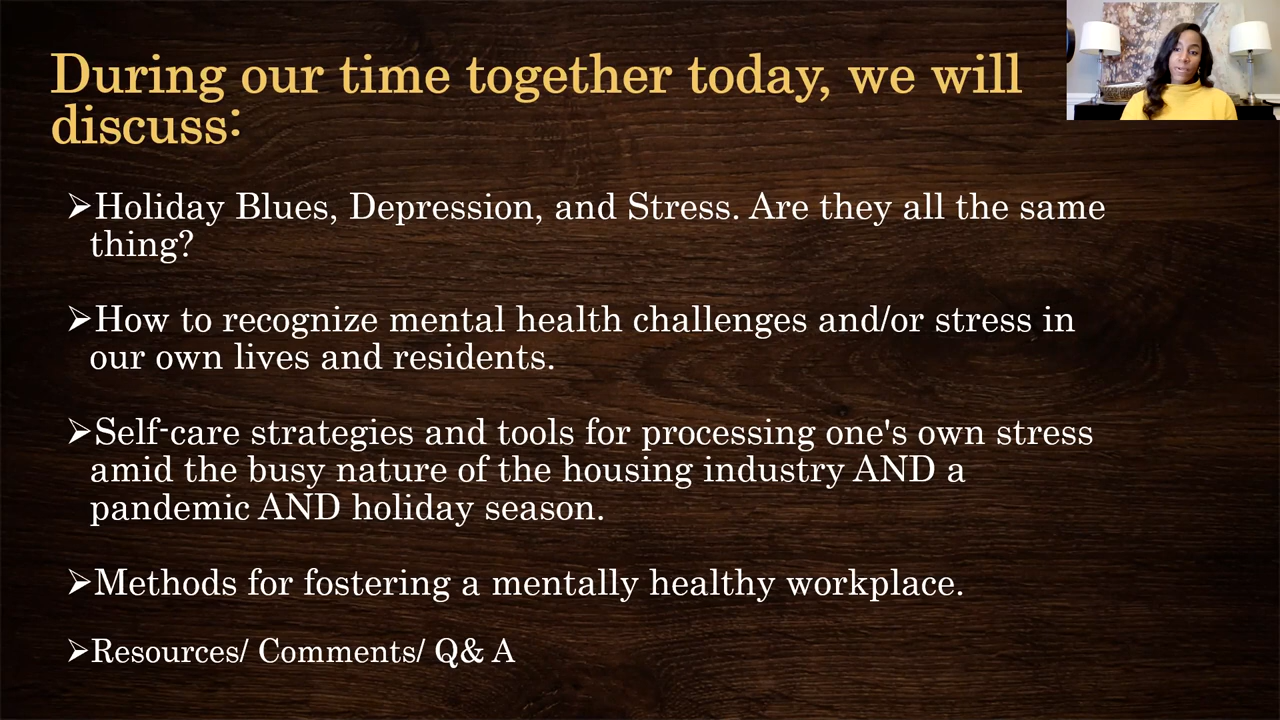 During our time together today, we will
discuss:
➢Holiday Blues, Depression, and Stress. Are they all the same
thing?
➢How to recognize mental health challenges and/or stress in
our own lives and residents.
➢Self-care strategies and tools for processing one's own stress
amid the busy nature of the housing industry AND a
pandemic AND holiday season.
➢Methods for fostering a mentally healthy workplace.
➢Resources/ Comments/ Q& A